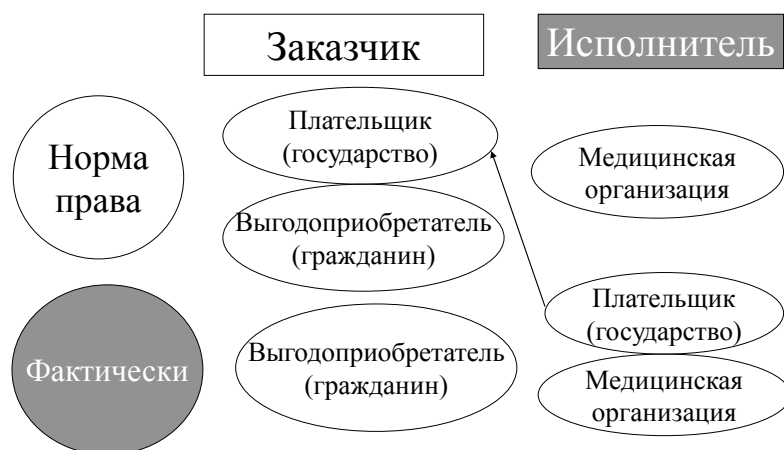 Заказчик
Исполнитель
Норма
права
Плательщик
(государство)
Выгодоприобретатель
(гражданин)
Медицинская
организация
Фактически
Выгодоприобретатель
(гражданин)
Плательщик
(государство)
Медицинская
организация